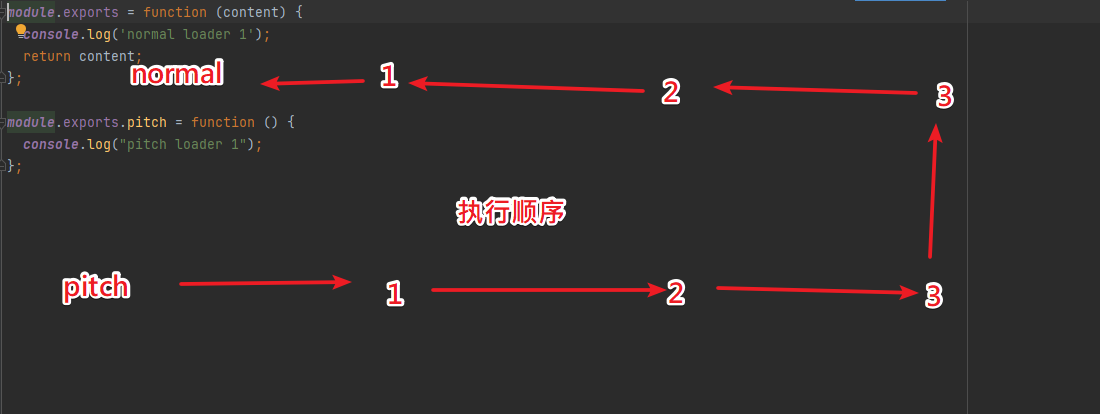 module.exports = function (content) {
  console.log('normal loader 1');
  return content;
};
normal 1 2 3
module.exports.pitch = function () {
  console.log("pitch loader 1");
};
执行顺序
pitch 1 2 3